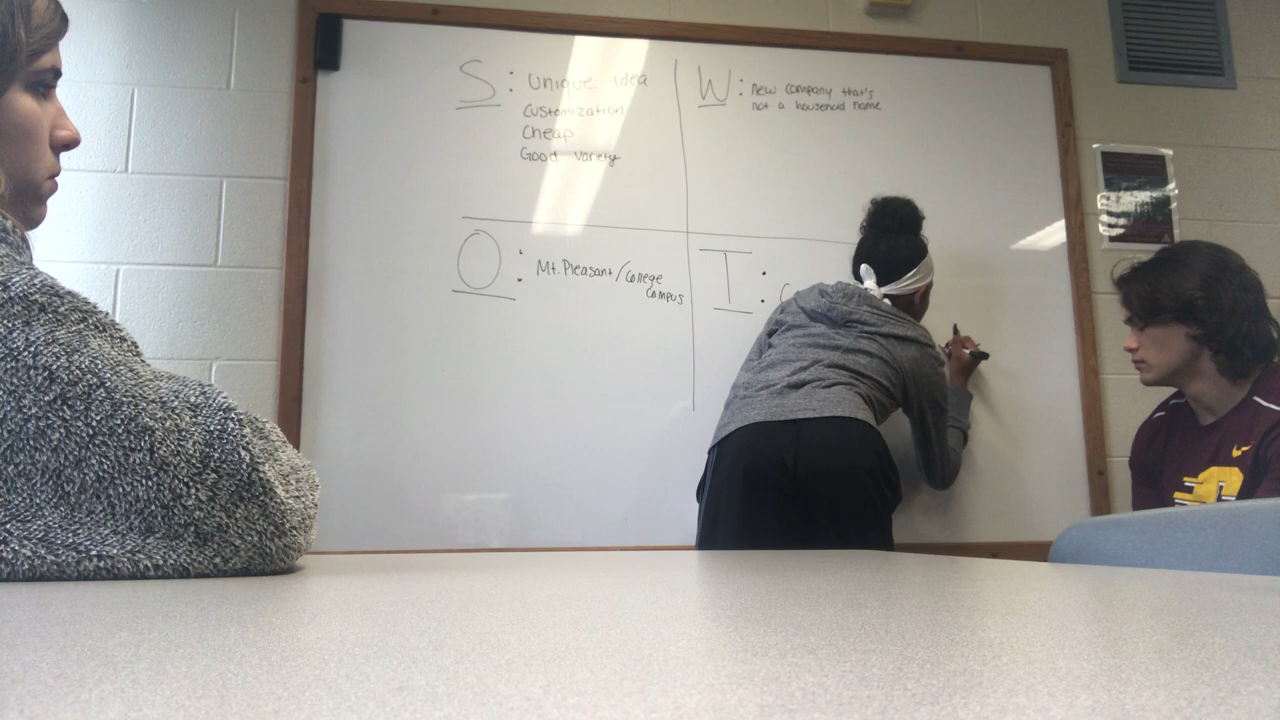 S: Unique idea
Customization
Cheap
Good variety
W: New company that's
not a household name
O: Mt. Pleasant/College
Campus
T: C